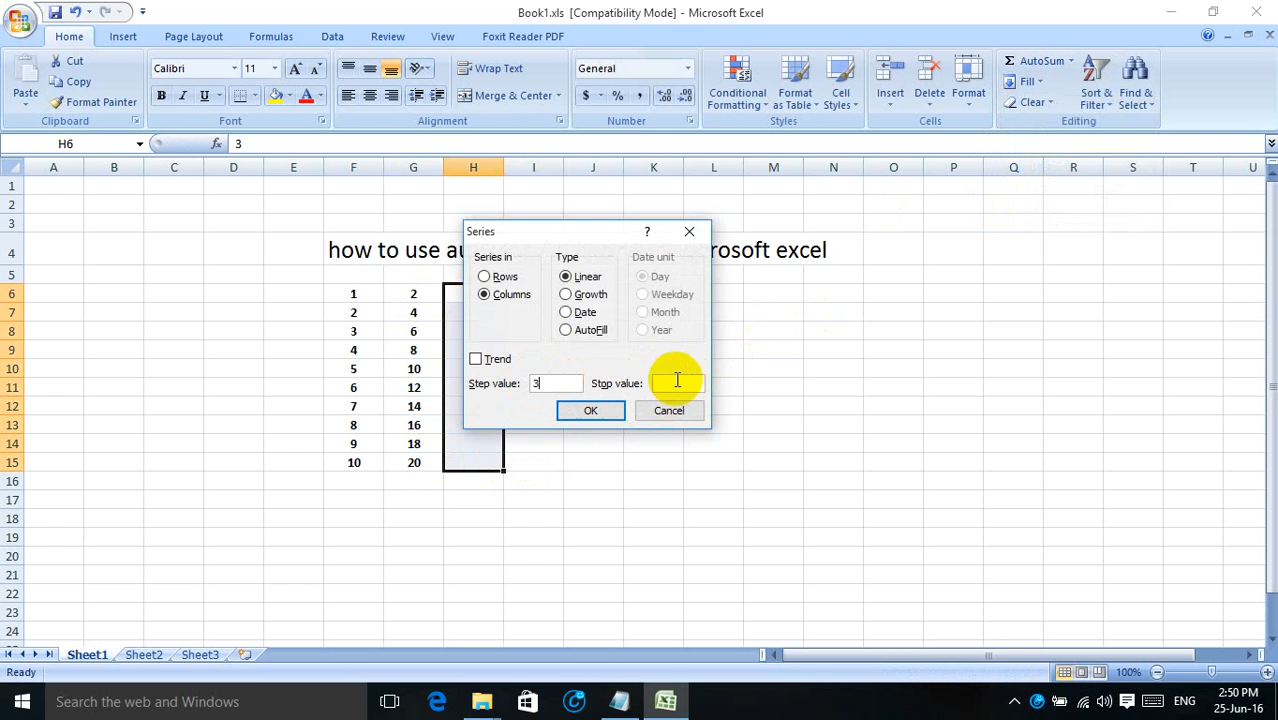 Book1.xls [Compatibility Mode] - Microsoft Excel
Home Insert Page Layout Formulas Data Review View Foxit Reader PDF
Paste Cut Copy Format Painter Clipboard
Calibri 11 B I U A A A Font
Wrap Text Merge & Center Alignment
General $ % , Number
Conditional Formatting Format as Table Cell Styles Styles
Insert Delete Format Cells
Σ AutoSum Fill Clear Sort & Filter Find & Select Editing
H6 fx 3
A B C D E F G H I J K L M N O P Q R S T U
1
2
3
4 how to use au rosoft excel
5
6 1 2
7 2 4
8 3 6
9 4 8
10 5 10
11 6 12
12 7 14
13 8 16
14 9 18
15 10 20
16
17
18
19
20
21
22
23
24
Series ?
Series in Type Date unit
Rows Linear Day
Columns Growth Weekday
Date Month
AutoFill Year
Trend
Step value: 3 Stop value:
OK Cancel
Sheet1 Sheet2 Sheet3
Ready 100%
Search the web and Windows
ENG 2:50 PM
25-Jun-16